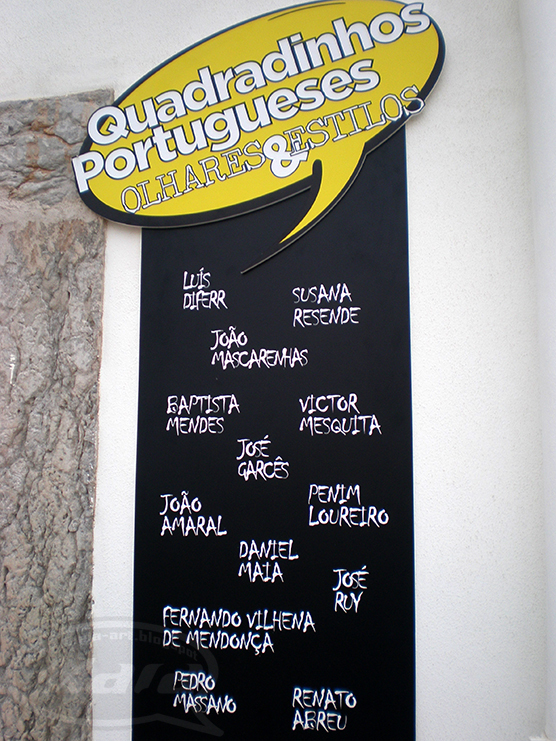 Quadradinhos
Portugueses
OLHARES & ESTILOS
LUÍS
DIFERR
SUSANA
RESENDE
JOÃO
MASCARENHAS
BAPTISTA
MENDES
VICTOR
MESQUITA
JOSÉ
GARCÊS
JOÃO
AMARAL
PENIM
LOUREIRO
DANIEL
MAIA
JOSÉ
RUY
FERNANDO VILHENA
DE MENDONÇA
PEDRO
MASSANO
RENATO
ABREU